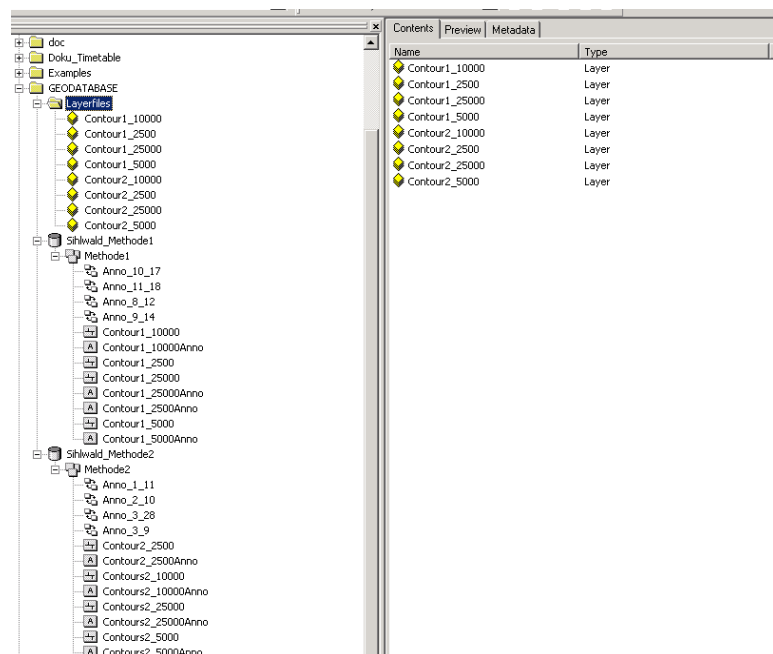 doc
Doku_Timetable
Examples
GEODATABASE
Layerfiles
Contour1_10000
Contour1_2500
Contour1_25000
Contour1_5000
Contour2_10000
Contour2_2500
Contour2_25000
Contour2_5000
Sihlwald_Methode1
Methode1
Anno_10_17
Anno_11_18
Anno_8_12
Anno_9_14
Contour1_10000
Contour1_10000Anno
Contour1_2500
Contour1_25000
Contour1_25000Anno
Contour1_2500Anno
Contour1_5000
Contour1_5000Anno
Sihlwald_Methode2
Methode2
Anno_1_11
Anno_2_10
Anno_3_28
Anno_3_9
Contour2_2500
Contour2_2500Anno
Contours2_10000
Contours2_10000Anno
Contours2_25000
Contours2_25000Anno
Contours2_5000
Contours2_5000Anno
Contents Preview Metadata
Name Type
Contour1_10000 Layer
Contour1_2500 Layer
Contour1_25000 Layer
Contour1_5000 Layer
Contour2_10000 Layer
Contour2_2500 Layer
Contour2_25000 Layer
Contour2_5000 Layer